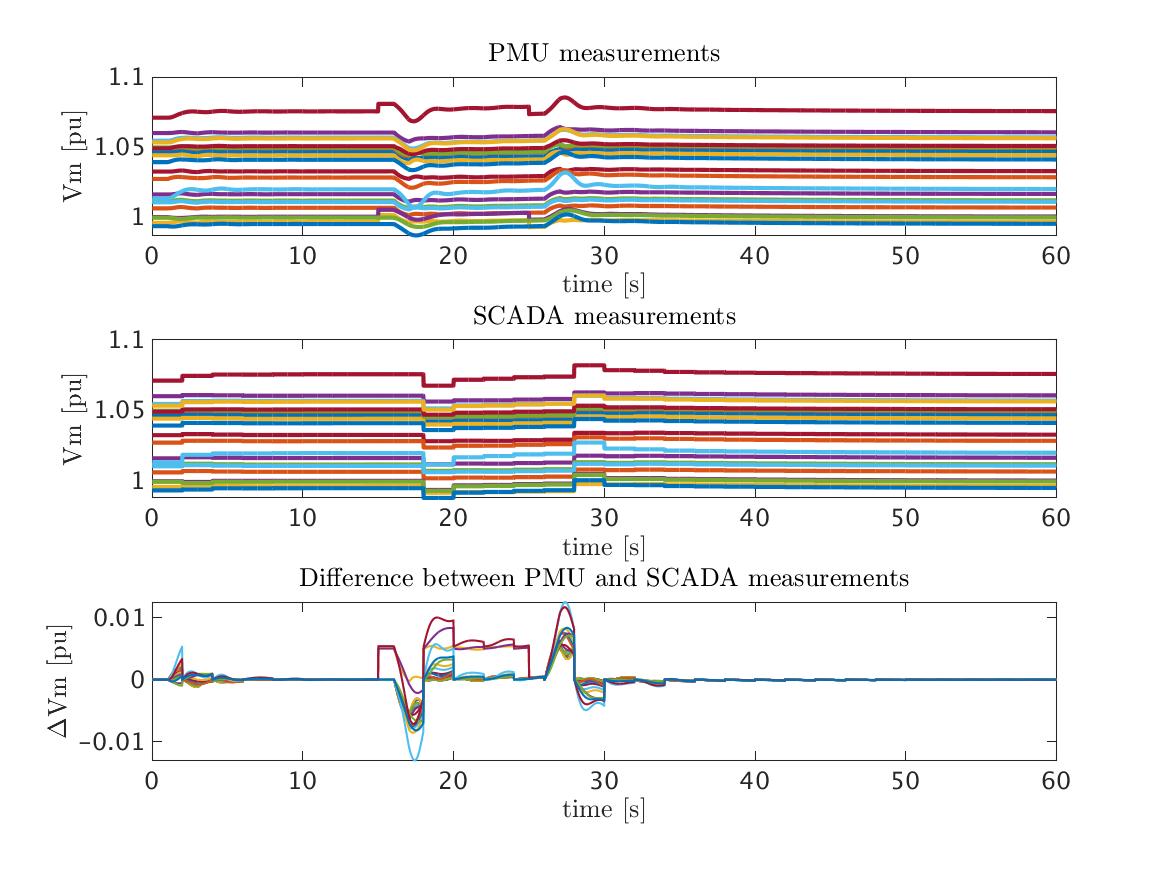 PMU measurements
1.1
1.05
1
Vm [pu]
0 10 20 30 40 50 60
time [s]
SCADA measurements
1.1
1.05
1
Vm [pu]
0 10 20 30 40 50 60
time [s]
Difference between PMU and SCADA measurements
0.01
0
−0.01
ΔVm [pu]
0 10 20 30 40 50 60
time [s]